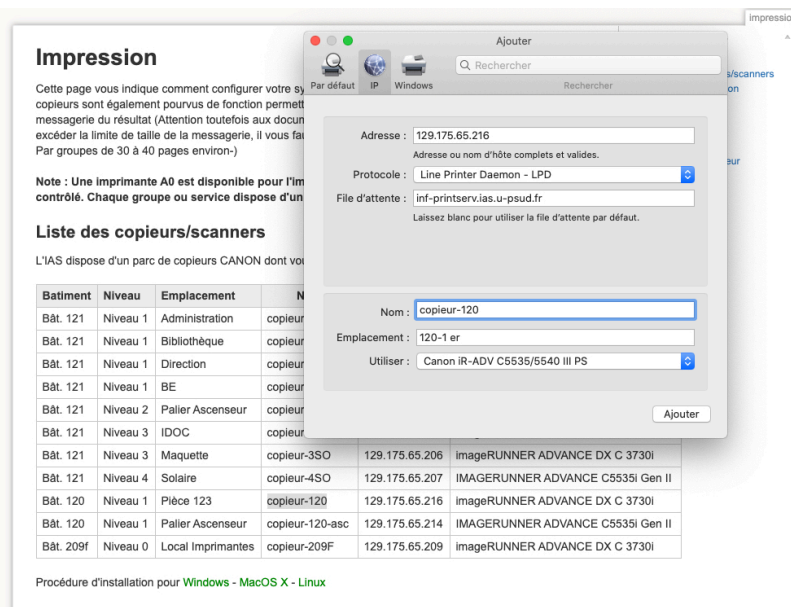 impressio
Impression
Cette page vous indique comment configurer votre sy
copieurs sont également pourvus de fonction permett
messagerie du résultat (Attention toutefois aux docun
excéder la limite de taille de la messagerie, il vous fau
Par groupes de 30 à 40 pages environ-)
Note : Une imprimante A0 est disponible pour l'im
contrôlé. Chaque groupe ou service dispose d'un
Liste des copieurs/scanners
L'IAS dispose d'un parc de copieurs CANON dont vou
s/scanners
on
eur
Ajouter
Par défaut IP Windows
Rechercher
Rechercher
Adresse : 129.175.65.216
Adresse ou nom d'hôte complets et valides.
Protocole : Line Printer Daemon - LPD
File d'attente : inf-printserv.ias.u-psud.fr
Laissez blanc pour utiliser la file d'attente par défaut.
Nom : copieur-120
Emplacement : 120-1 er
Utiliser : Canon iR-ADV C5535/5540 III PS
Ajouter
Batiment Niveau Emplacement N
Bât. 121 Niveau 1 Administration copieur
Bât. 121 Niveau 1 Bibliothèque copieur
Bât. 121 Niveau 1 Direction copieur
Bât. 121 Niveau 1 BE copieur
Bât. 121 Niveau 2 Palier Ascenseur copieur
Bât. 121 Niveau 3 IDOC copieur
Bât. 121 Niveau 3 Maquette copieur-3SO 129.175.65.206 imageRUNNER ADVANCE DX C 3730i
Bât. 121 Niveau 4 Solaire copieur-4SO 129.175.65.207 IMAGERUNNER ADVANCE C5535i Gen II
Bât. 120 Niveau 1 Pièce 123 copieur-120 129.175.65.216 imageRUNNER ADVANCE DX C 3730i
Bât. 120 Niveau 1 Palier Ascenseur copieur-120-asc 129.175.65.214 IMAGERUNNER ADVANCE C5535i Gen II
Bât. 209f Niveau 0 Local Imprimantes copieur-209F 129.175.65.209 imageRUNNER ADVANCE DX C 3730i
Procédure d'installation pour Windows - MacOS X - Linux